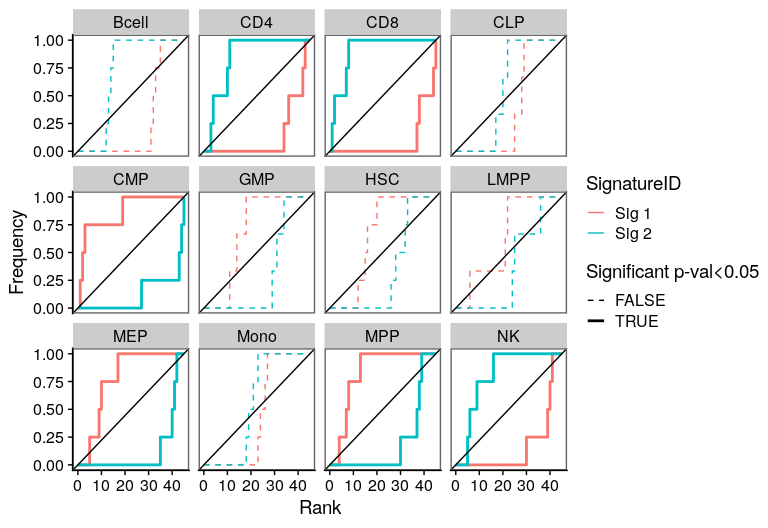 Bcell CD4 CD8 CLP
1.00
0.75
0.50
0.25
0.00
CMP GMP HSC LMPP
1.00
0.75
0.50
0.25
0.00
MEP Mono MPP NK
1.00
0.75
0.50
0.25
0.00
0 10 20 30 40 0 10 20 30 40 0 10 20 30 40 0 10 20 30 40
Rank
Frequency
SignatureID
Sig 1
Sig 2
Significant p-val<0.05
FALSE
TRUE